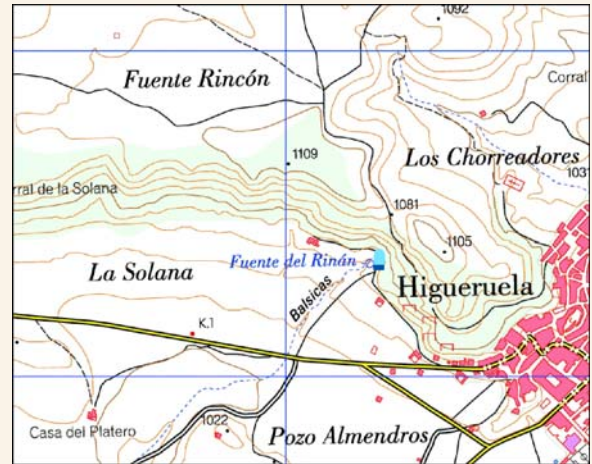 1092
Fuente Rincón
Corral
Los Chorreadores
1109
1031
rral de la Solana
1081
1105
Fuente del Rinán
La Solana
Balsicas
Higueruela
K.1
1022
Casa del Platero
Pozo Almendros